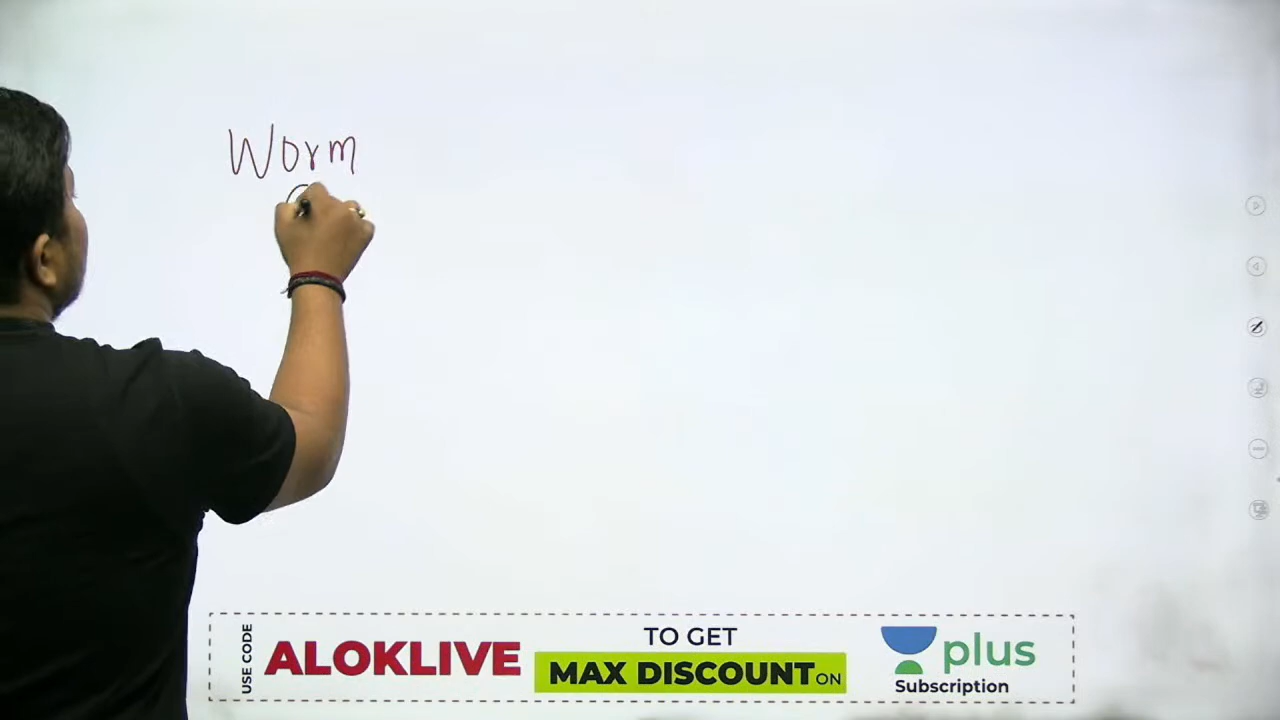 Worm
USE CODE
ALOKLIVE
TO GET
MAX DISCOUNT ON
plus
Subscription